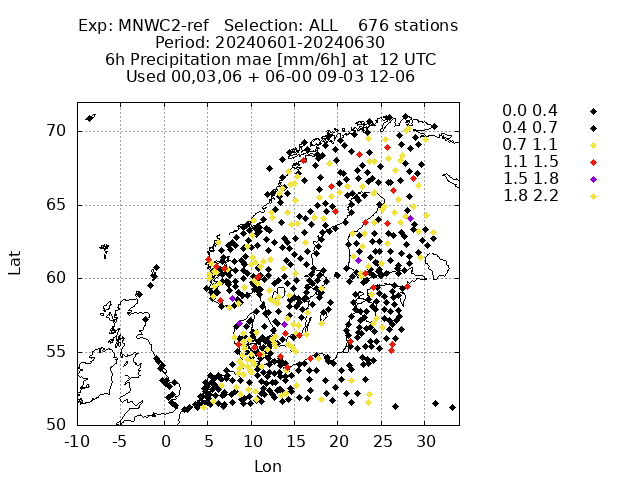 Exp: MNWC2-ref   Selection: ALL    676 stations
Period: 20240601-20240630
6h Precipitation mae [mm/6h] at  12 UTC
Used 00,03,06 + 06-00 09-03 12-06
0.0 0.4
0.4 0.7
0.7 1.1
1.1 1.5
1.5 1.8
1.8 2.2
70
65
60
55
50
Lat
-10 -5 0 5 10 15 20 25 30
Lon